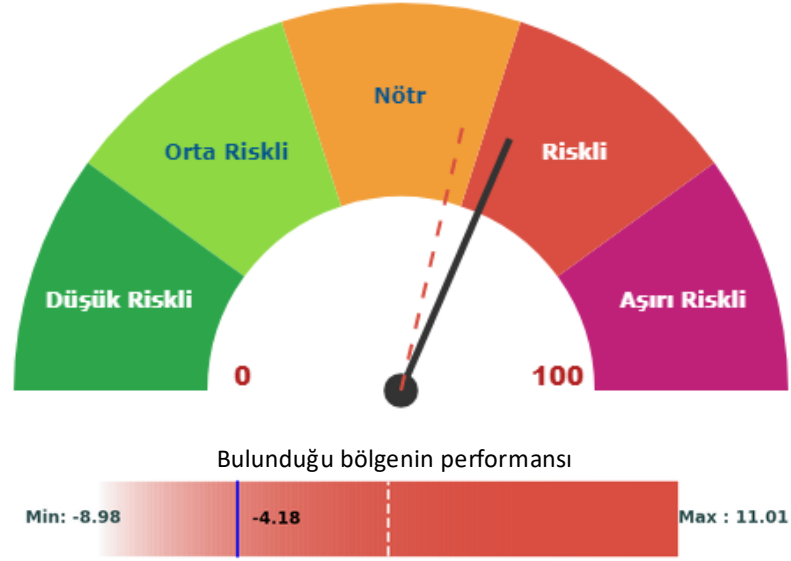 Nötr
Orta Riskli
Riskli
Düşük Riskli
Aşırı Riskli
0
100
Bulunduğu bölgenin performansı
Min: -8.98
-4.18
Max : 11.01